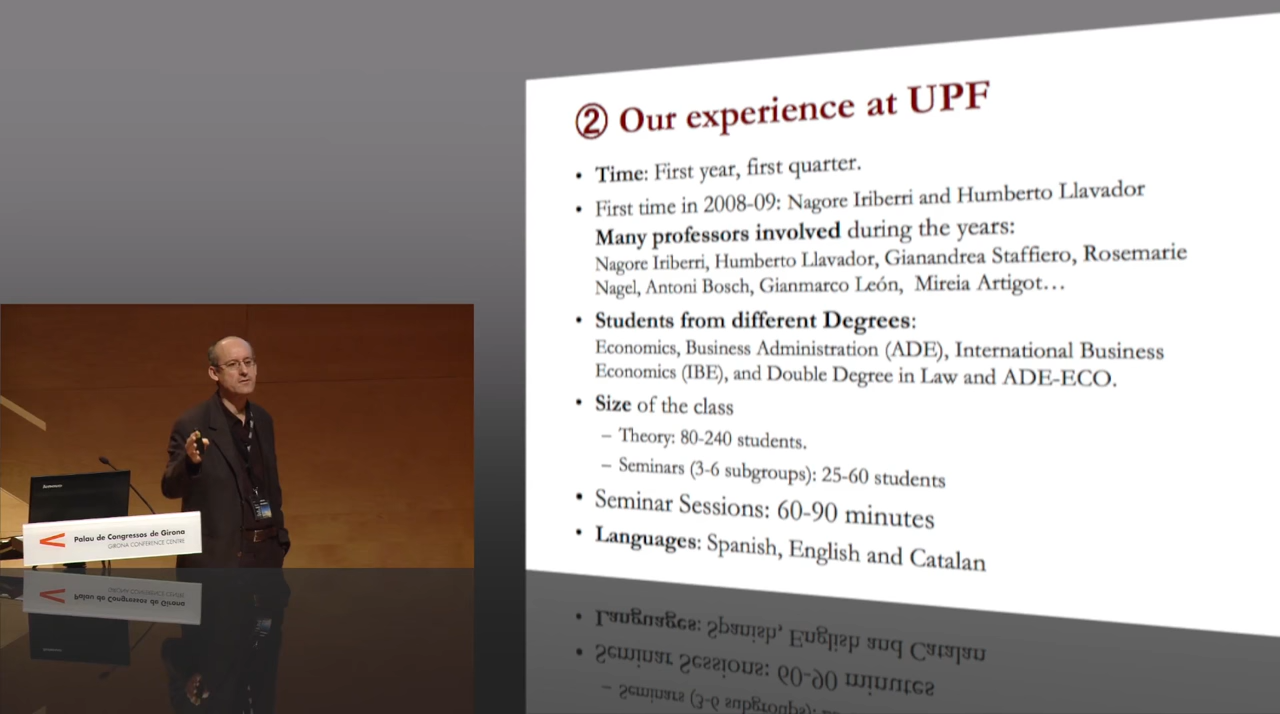 ② Our experience at UPF
• Time: First year, first quarter.
• First time in 2008-09: Nagore Iriberri and Humberto Llavador
Many professors involved during the years:
Nagore Iriberri, Humberto Llavador, Gianandrea Staffiero, Rosemarie
Nagel, Antoni Bosch, Gianmarco León, Mireia Artigot…
• Students from different Degrees:
Economics, Business Administration (ADE), International Business
Economics (IBE), and Double Degree in Law and ADE-ECO.
• Size of the class
– Theory: 80-240 students.
– Seminars (3-6 subgroups): 25-60 students
• Seminar Sessions: 60-90 minutes
• Languages: Spanish, English and Catalan
lenovo
Palau de Congressos de Girona
GIRONA CONFERENCE CENTRE